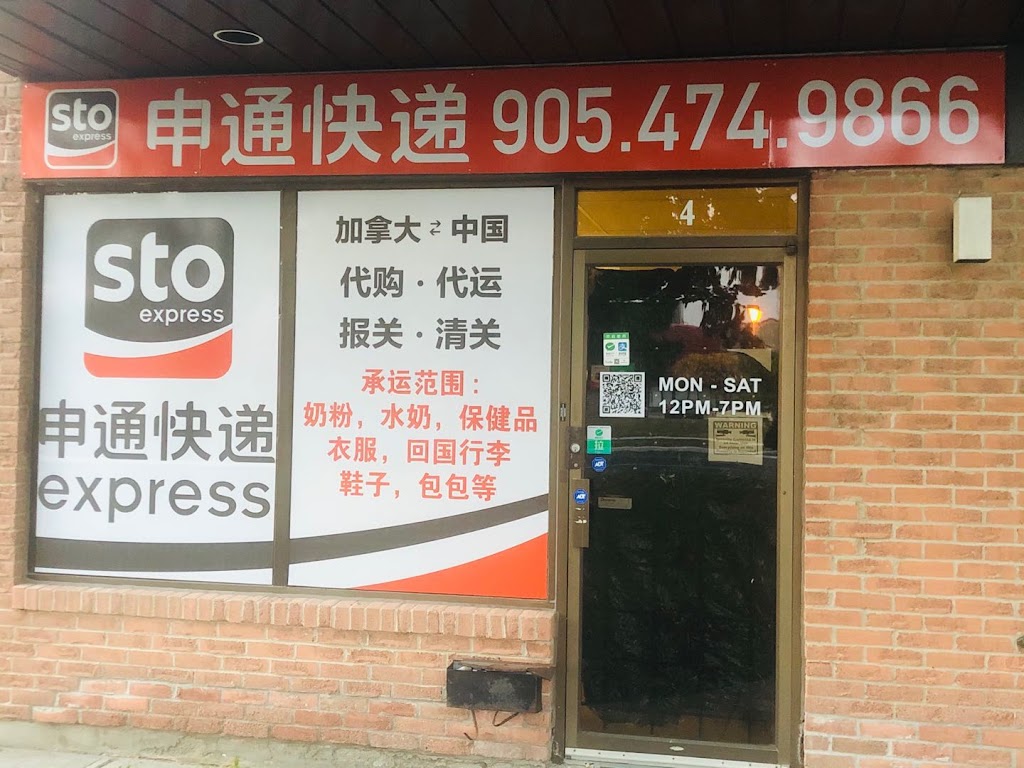 sto
express
申通快递 905.474.9866
sto
express
申通快递
express
加拿大 ⇄ 中国
代购 · 代运
报关 · 清关
承运范围：
奶粉，水奶，保健品
衣服，回国行李
鞋子，包包等
4
MON - SAT
12PM-7PM
WARNING
ADT
ADT